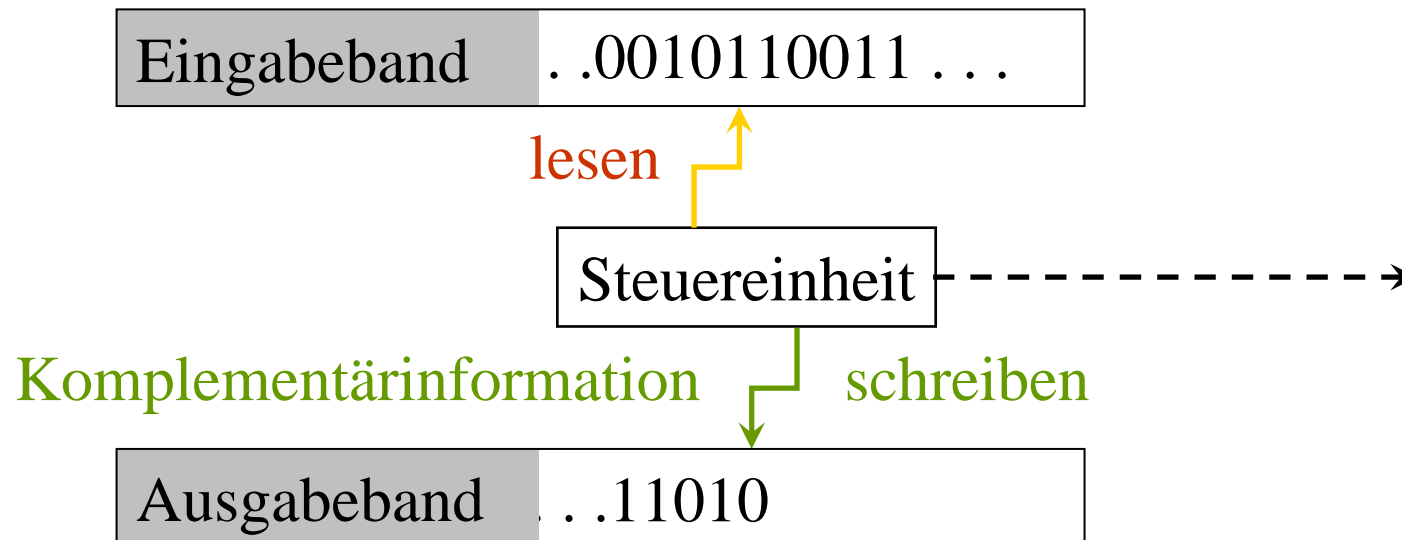 Eingabeband . .0010110011 . . .
lesen
Steuereinheit
Komplementärinformation schreiben
Ausgabeband . . .11010